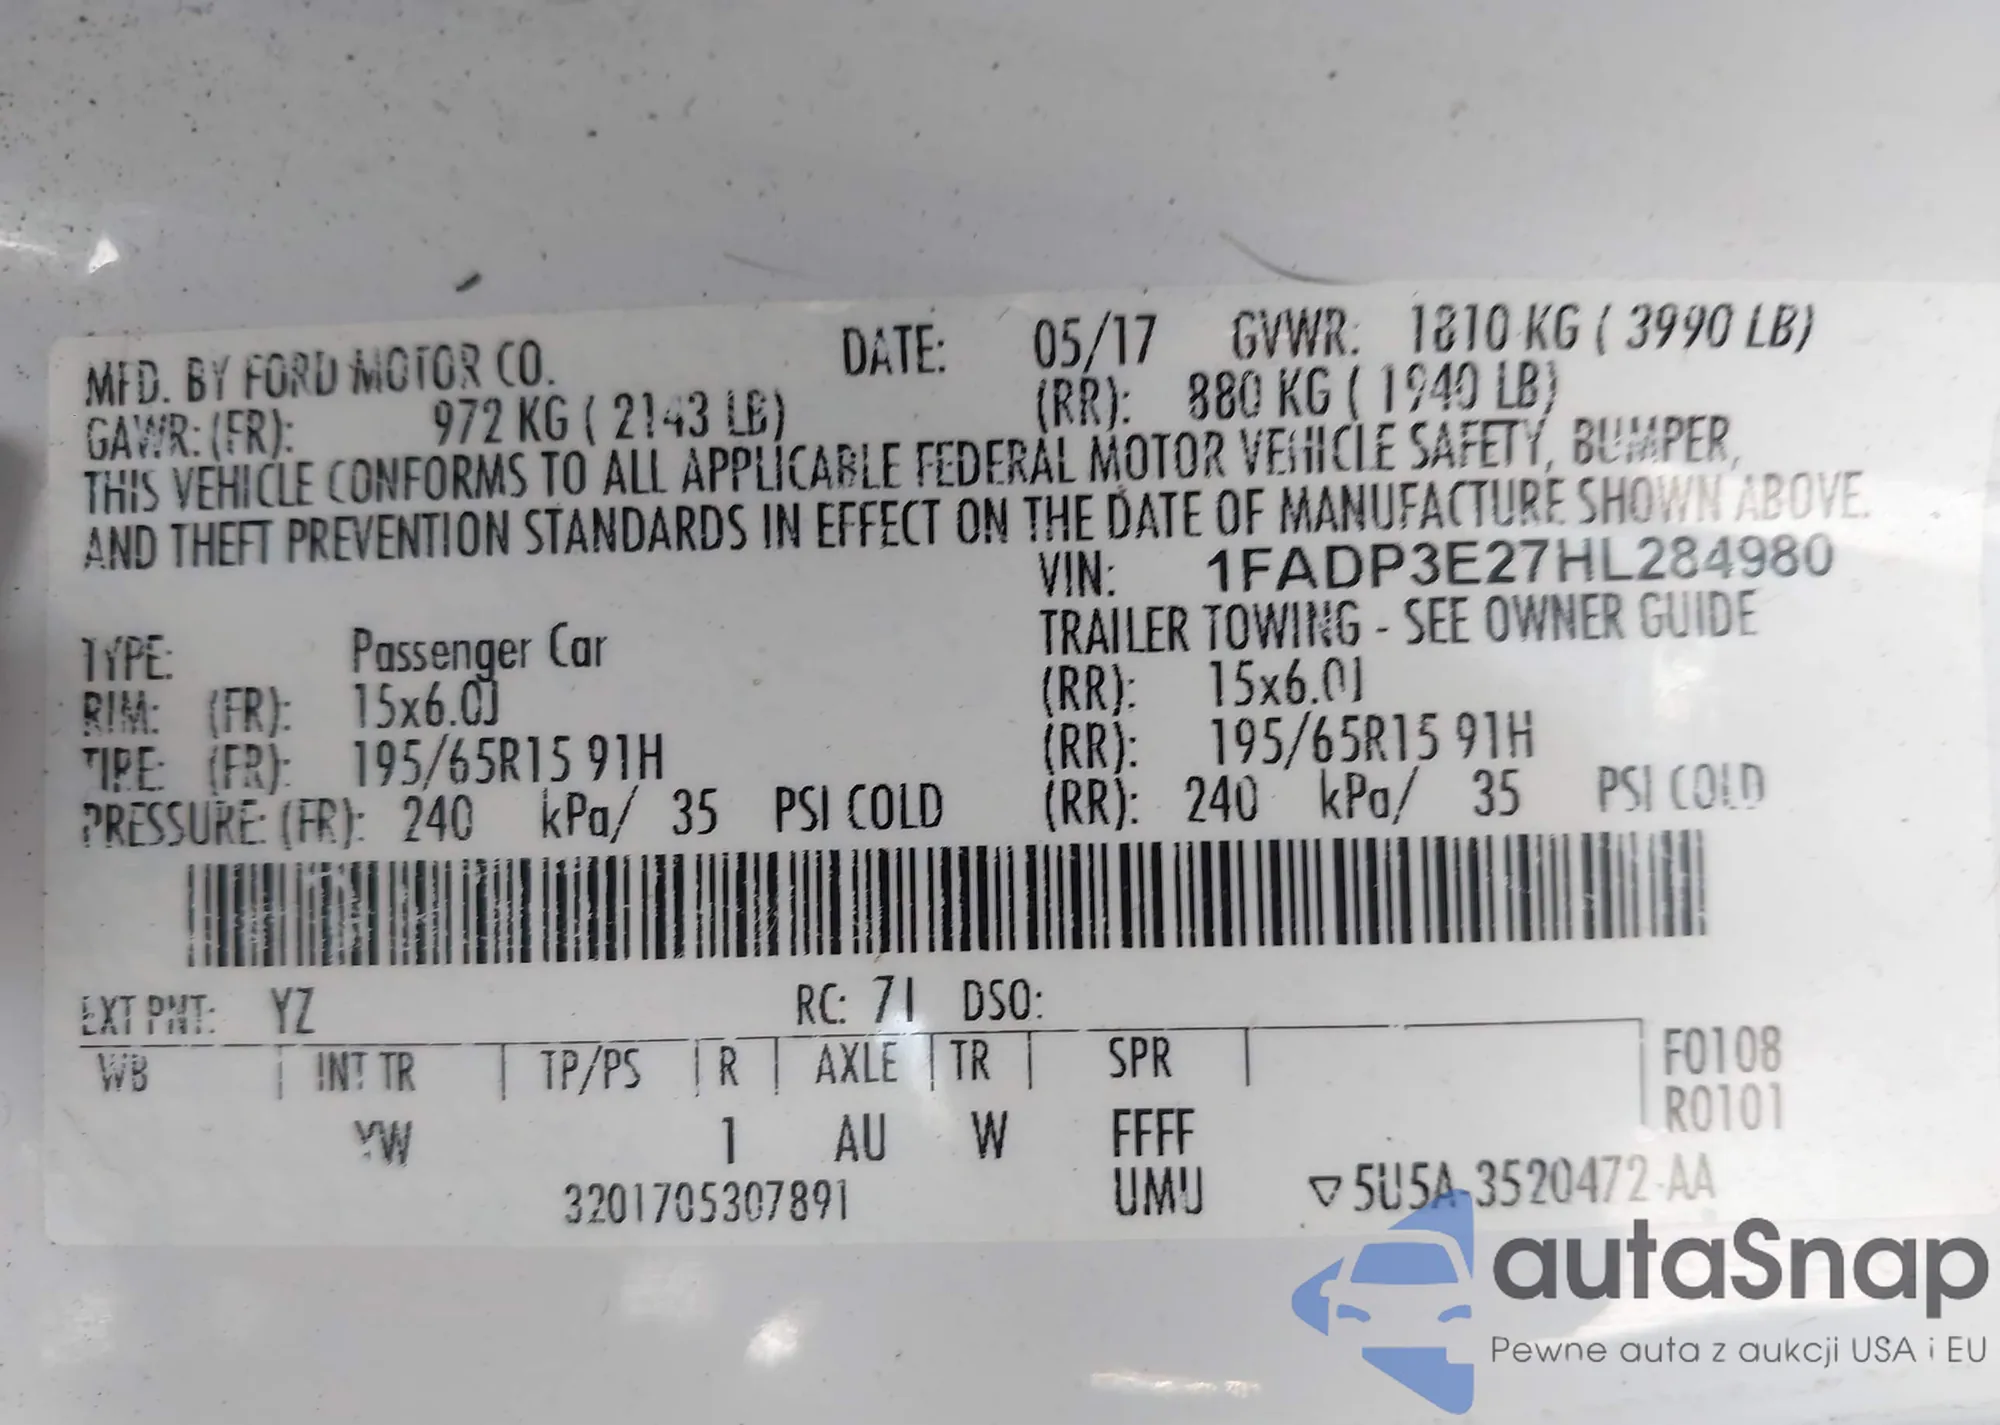 MFD. BY FORD MOTOR CO. DATE: 05/17 GVWR: 1810 KG ( 3990 LB)
GAWR: (FR): 972 KG ( 2143 LB) (RR): 880 KG ( 1940 LB)
THIS VEHICLE CONFORMS TO ALL APPLICABLE FEDERAL MOTOR VEHICLE SAFETY, BUMPER,
AND THEFT PREVENTION STANDARDS IN EFFECT ON THE DATE OF MANUFACTURE SHOWN ABOVE.
VIN: 1FADP3E27HL284980
TRAILER TOWING - SEE OWNER GUIDE
TYPE: Passenger Car
RIM: (FR): 15x6.0J (RR): 15x6.0J
TIRE: (FR): 195/65R15 91H (RR): 195/65R15 91H
PRESSURE: (FR): 240 kPa/ 35 PSI COLD (RR): 240 kPa/ 35 PSI COLD
EXT PNT: YZ RC: 71 DSO:
WB INT TR TP/PS R AXLE TR SPR F0108
R0101
YW 1 AU W FFFF
3201705307891 UMU ▽5U5A-3520472-AA
autaSnap
Pewne auta z aukcji USA i EU